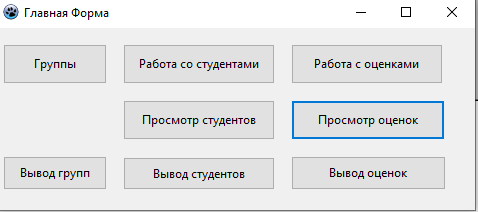 Главная Форма
Группы
Работа со студентами
Работа с оценками
Просмотр студентов
Просмотр оценок
Вывод групп
Вывод студентов
Вывод оценок